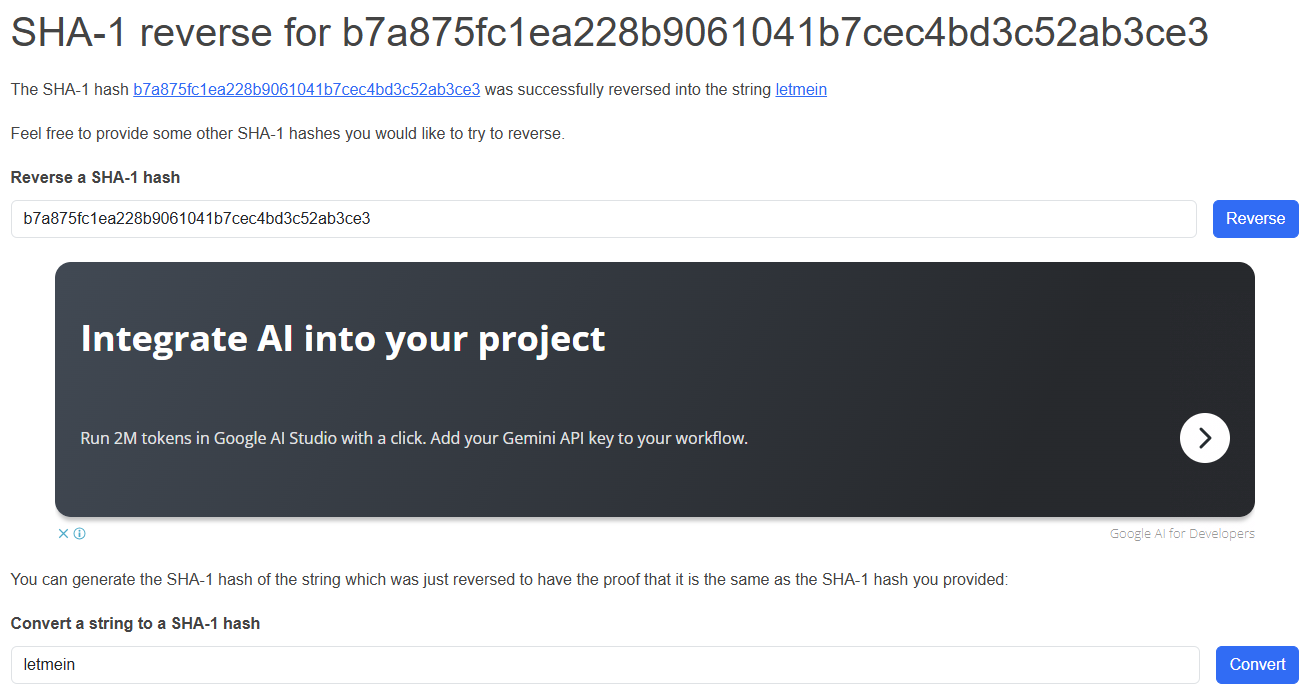 SHA-1 reverse for b7a875fc1ea228b9061041b7cec4bd3c52ab3ce3
The SHA-1 hash b7a875fc1ea228b9061041b7cec4bd3c52ab3ce3 was successfully reversed into the string letmein
Feel free to provide some other SHA-1 hashes you would like to try to reverse.
Reverse a SHA-1 hash
b7a875fc1ea228b9061041b7cec4bd3c52ab3ce3 Reverse
Integrate AI into your project
Run 2M tokens in Google AI Studio with a click. Add your Gemini API key to your workflow.
Google AI for Developers
You can generate the SHA-1 hash of the string which was just reversed to have the proof that it is the same as the SHA-1 hash you provided:
Convert a string to a SHA-1 hash
letmein Convert